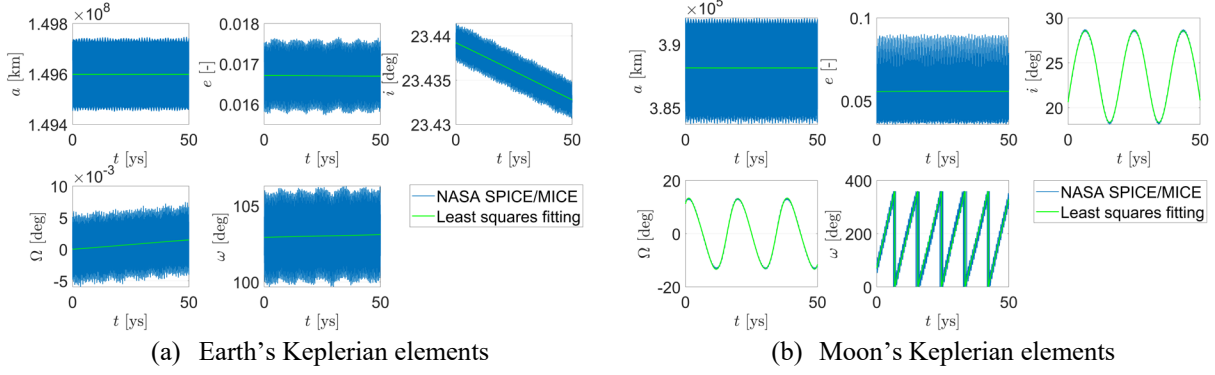 ×10^8
1.498
1.496
1.494
a [km]
0 50
t [ys]
0.018
0.017
0.016
e [-]
0 50
t [ys]
23.44
23.435
23.43
i [deg]
0 50
t [ys]
×10^-3
10
5
0
-5
Ω [deg]
0 50
t [ys]
105
100
ω [deg]
0 50
t [ys]
NASA SPICE/MICE
Least squares fitting
(a) Earth's Keplerian elements
×10^5
3.9
3.85
a [km]
0 50
t [ys]
0.1
0.05
e [-]
0 50
t [ys]
30
25
20
i [deg]
0 50
t [ys]
20
0
-20
Ω [deg]
0 50
t [ys]
400
200
0
ω [deg]
0 50
t [ys]
NASA SPICE/MICE
Least squares fitting
(b) Moon's Keplerian elements